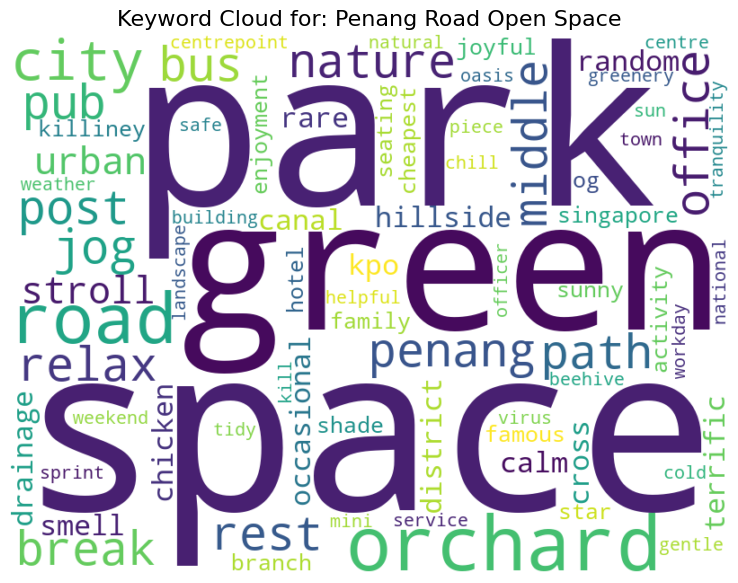 Keyword Cloud for: Penang Road Open Space
centrepoint
natural
centre
city
bus
nature
joyful
random
oasis
greenery
office
park
middle
pub
killiney
safe
enjoyment
rare
seating
cheapest
piece
sun
town
tranquility
urban
chill
og
weather
post
building
canal
hillside
singapore
jog
landscape
green
stroll
hotel
kpo
officer
sunny
activity
national
road
helpful
family
workday
relax
penang
path
kill
occasional
beehive
space
drainage
weekend
chicken
tidy
shade
district
virus
famous
cross
terrific
sprint
calm
cold
smell
rest
mini
service
star
break
branch
orchard
gentle